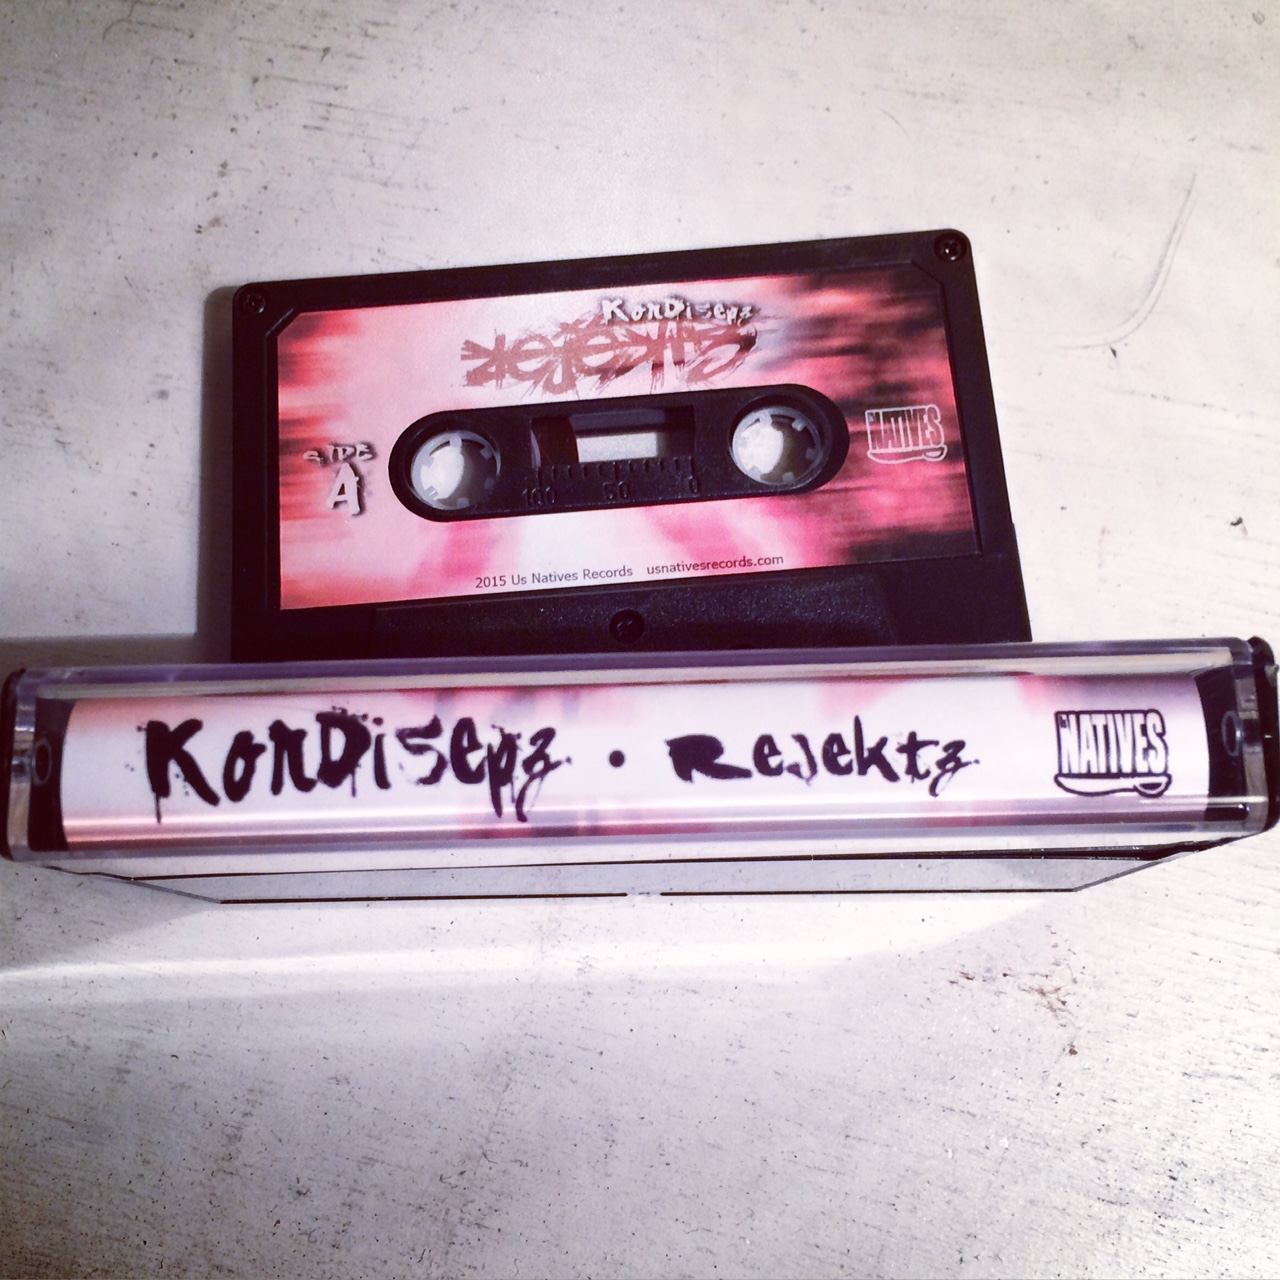 KonDisepz
Rejektz
SIDE
A
NATIVES
100 50 0
2015 Us Natives Records usnativesrecords.com
KonDisepz • Rejektz
NATIVES